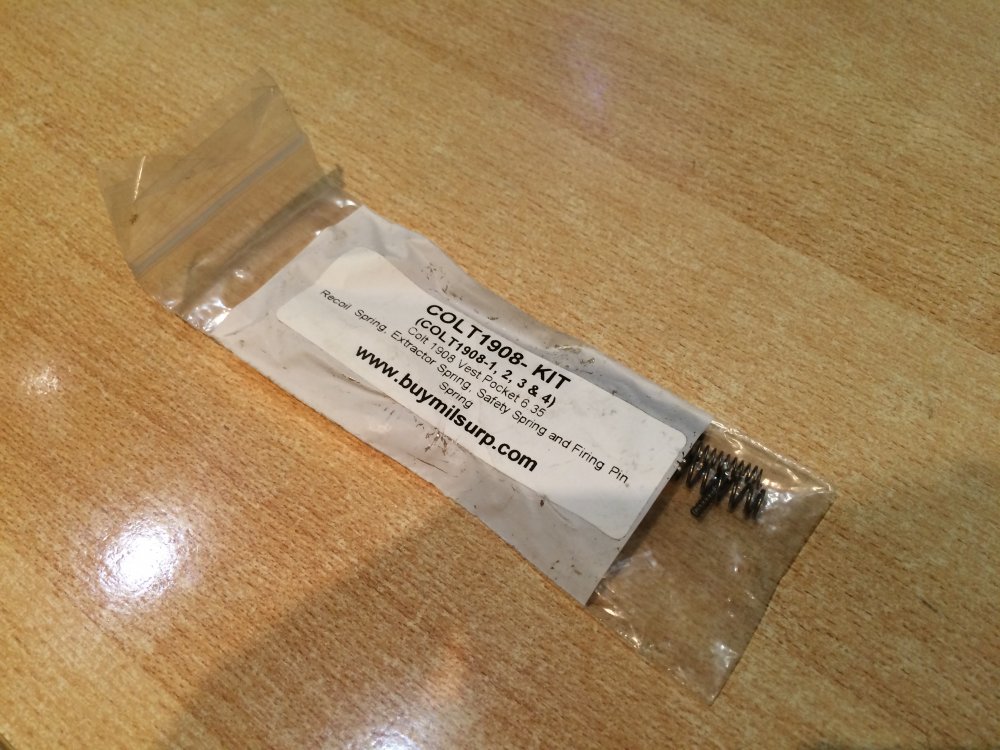 COLT1908- KIT
(COLT1908-1, 2, 3 & 4)
Colt 1908 Vest Pocket 6.35
Recoil Spring, Extractor Spring, Safety Spring and Firing Pin
Spring
www.buymilsurp.com